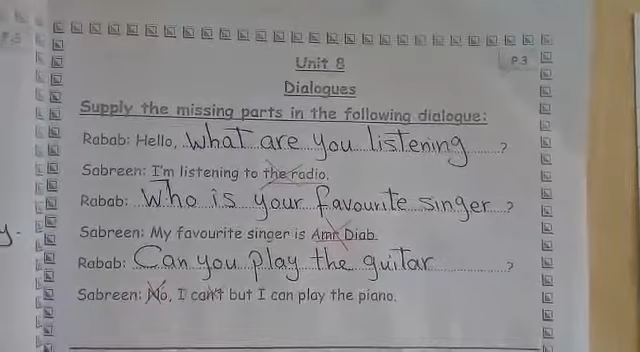 P.3
Unit 8
Dialogues
Supply the missing parts in the following dialogue:
Rabab: Hello, what are you listening ?
Sabreen: I'm listening to the radio.
Rabab: Who is your favourite singer ?
Sabreen: My favourite singer is Amr Diab.
Rabab: Can you play the guitar ?
Sabreen: No, I can't but I can play the piano.